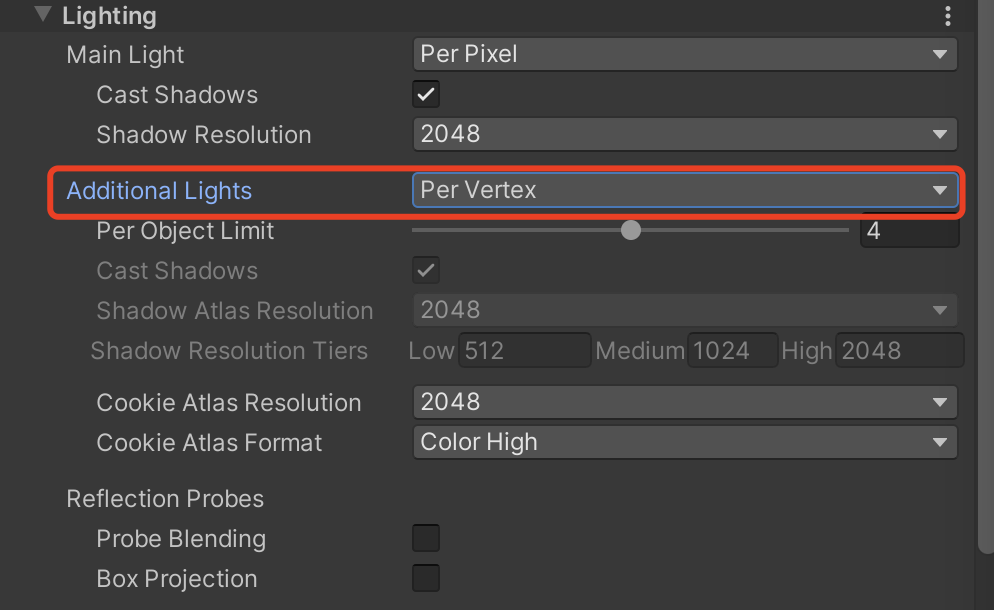 Lighting
Main Light Per Pixel
Cast Shadows
Shadow Resolution 2048
Additional Lights Per Vertex
Per Object Limit 4
Cast Shadows
Shadow Atlas Resolution 2048
Shadow Resolution Tiers Low 512 Medium 1024 High 2048
Cookie Atlas Resolution 2048
Cookie Atlas Format Color High
Reflection Probes
Probe Blending
Box Projection